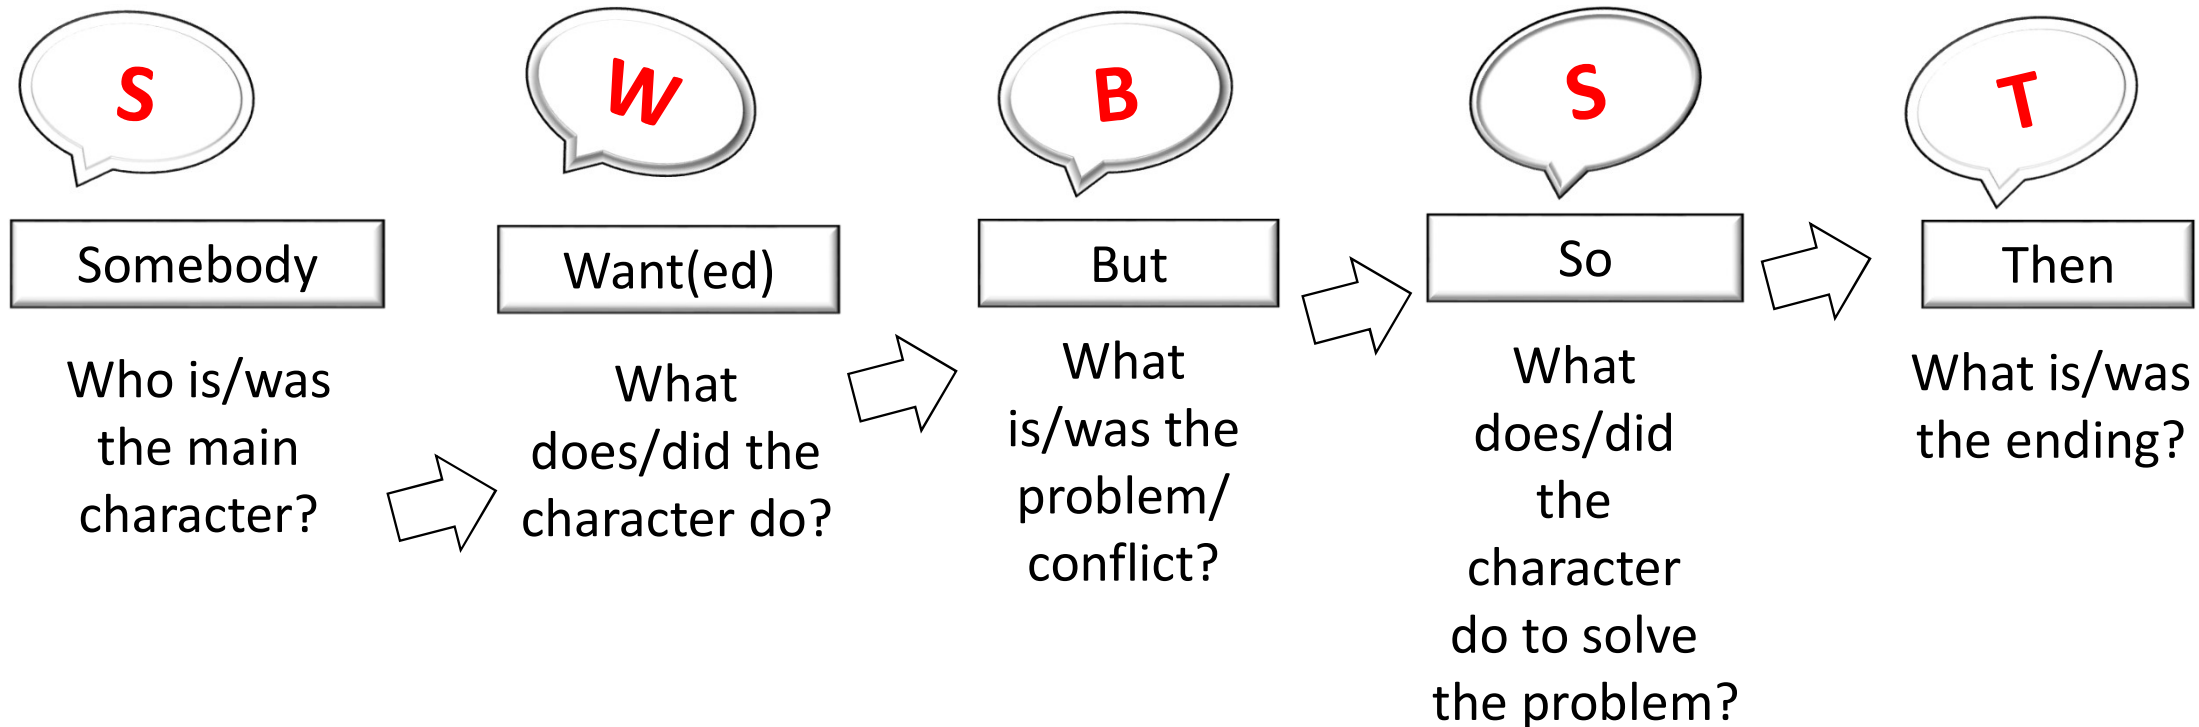 S
Somebody
Who is/was
the main
character?
W
Want(ed)
What
does/did the
character do?
B
But
What
is/was the
problem/
conflict?
S
So
What
does/did
the
character
do to solve
the problem?
T
Then
What is/was
the ending?